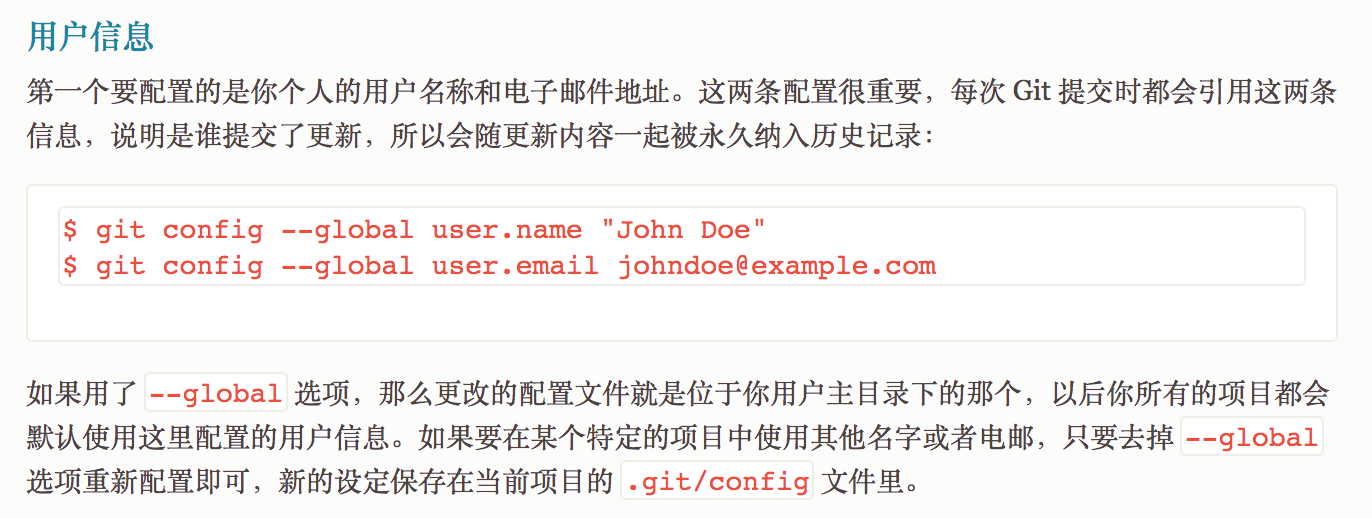 用户信息
第一个要配置的是你个人的用户名称和电子邮件地址。这两条配置很重要，每次 Git 提交时都会引用这两条
信息，说明是谁提交了更新，所以会随更新内容一起被永久纳入历史记录：
$ git config --global user.name "John Doe"
$ git config --global user.email johndoe@example.com
如果用了 --global 选项，那么更改的配置文件就是位于你用户主目录下的那个，以后你所有的项目都会
默认使用这里配置的用户信息。如果要在某个特定的项目中使用其他名字或者电邮，只要去掉 --global
选项重新配置即可，新的设定保存在当前项目的 .git/config 文件里。